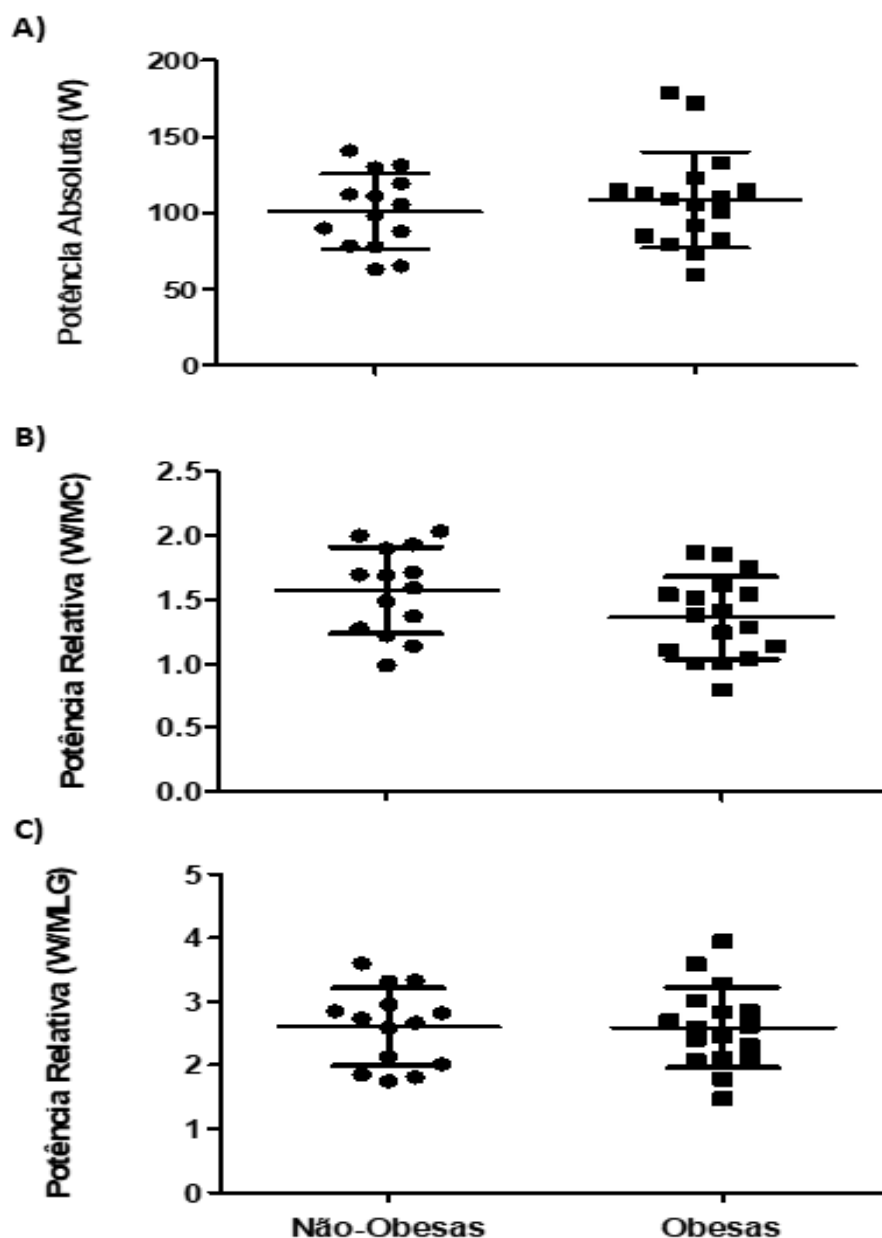 A)
Potência Absoluta (W)
200
150
100
50
0
B)
Potência Relativa (W/MC)
2.5
2.0
1.5
1.0
0.5
0.0
C)
Potência Relativa (W/MLG)
5
4
3
2
1
0
Não-Obesas Obesas